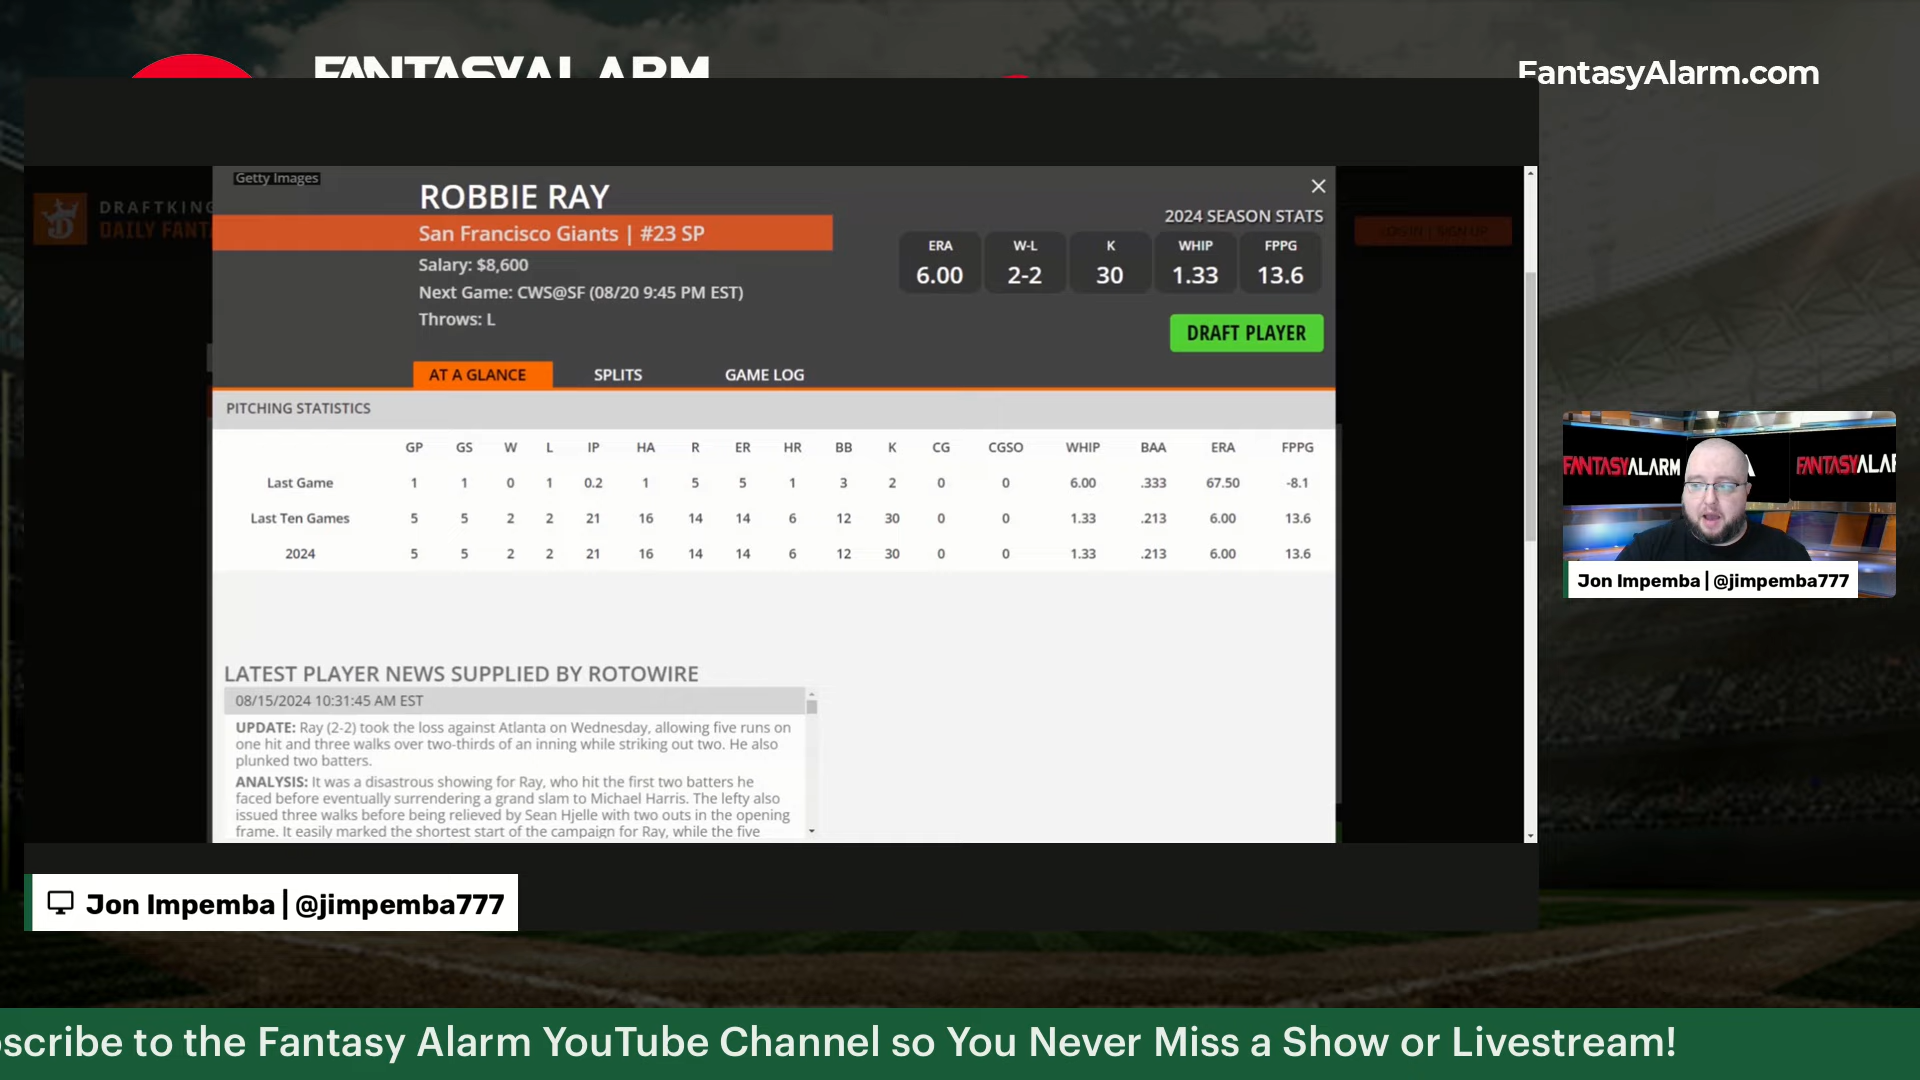 FANTASYALARM
FantasyAlarm.com
Getty Images
ROBBIE RAY
San Francisco Giants | #23 SP
Salary: $8,600
Next Game: CWS@SF (08/20 9:45 PM EST)
Throws: L
2024 SEASON STATS
ERA W-L K WHIP FPPG
6.00 2-2 30 1.33 13.6
DRAFT PLAYER
DRAFTKING
DAILY FANT
LOG IN | SIGN UP
AT A GLANCE SPLITS GAME LOG
PITCHING STATISTICS
GP GS W L IP HA R ER HR BB K CG CGSO WHIP BAA ERA FPPG
Last Game 1 1 0 1 0.2 1 5 5 1 3 2 0 0 6.00 .333 67.50 -8.1
Last Ten Games 5 5 2 2 21 16 14 14 6 12 30 0 0 1.33 .213 6.00 13.6
2024 5 5 2 2 21 16 14 14 6 12 30 0 0 1.33 .213 6.00 13.6
LATEST PLAYER NEWS SUPPLIED BY ROTOWIRE
08/15/2024 10:31:45 AM EST
UPDATE: Ray (2-2) took the loss against Atlanta on Wednesday, allowing five runs on
one hit and three walks over two-thirds of an inning while striking out two. He also
plunked two batters.
ANALYSIS: It was a disastrous showing for Ray, who hit the first two batters he
faced before eventually surrendering a grand slam to Michael Harris. The lefty also
issued three walks before being relieved by Sean Hjelle with two outs in the opening
frame. It easily marked the shortest start of the campaign for Ray, while the five
FANTASYALARM
FANTASYALAR
Jon Impemba | @jimpemba777
Jon Impemba | @jimpemba777
scribe to the Fantasy Alarm YouTube Channel so You Never Miss a Show or Livestream!